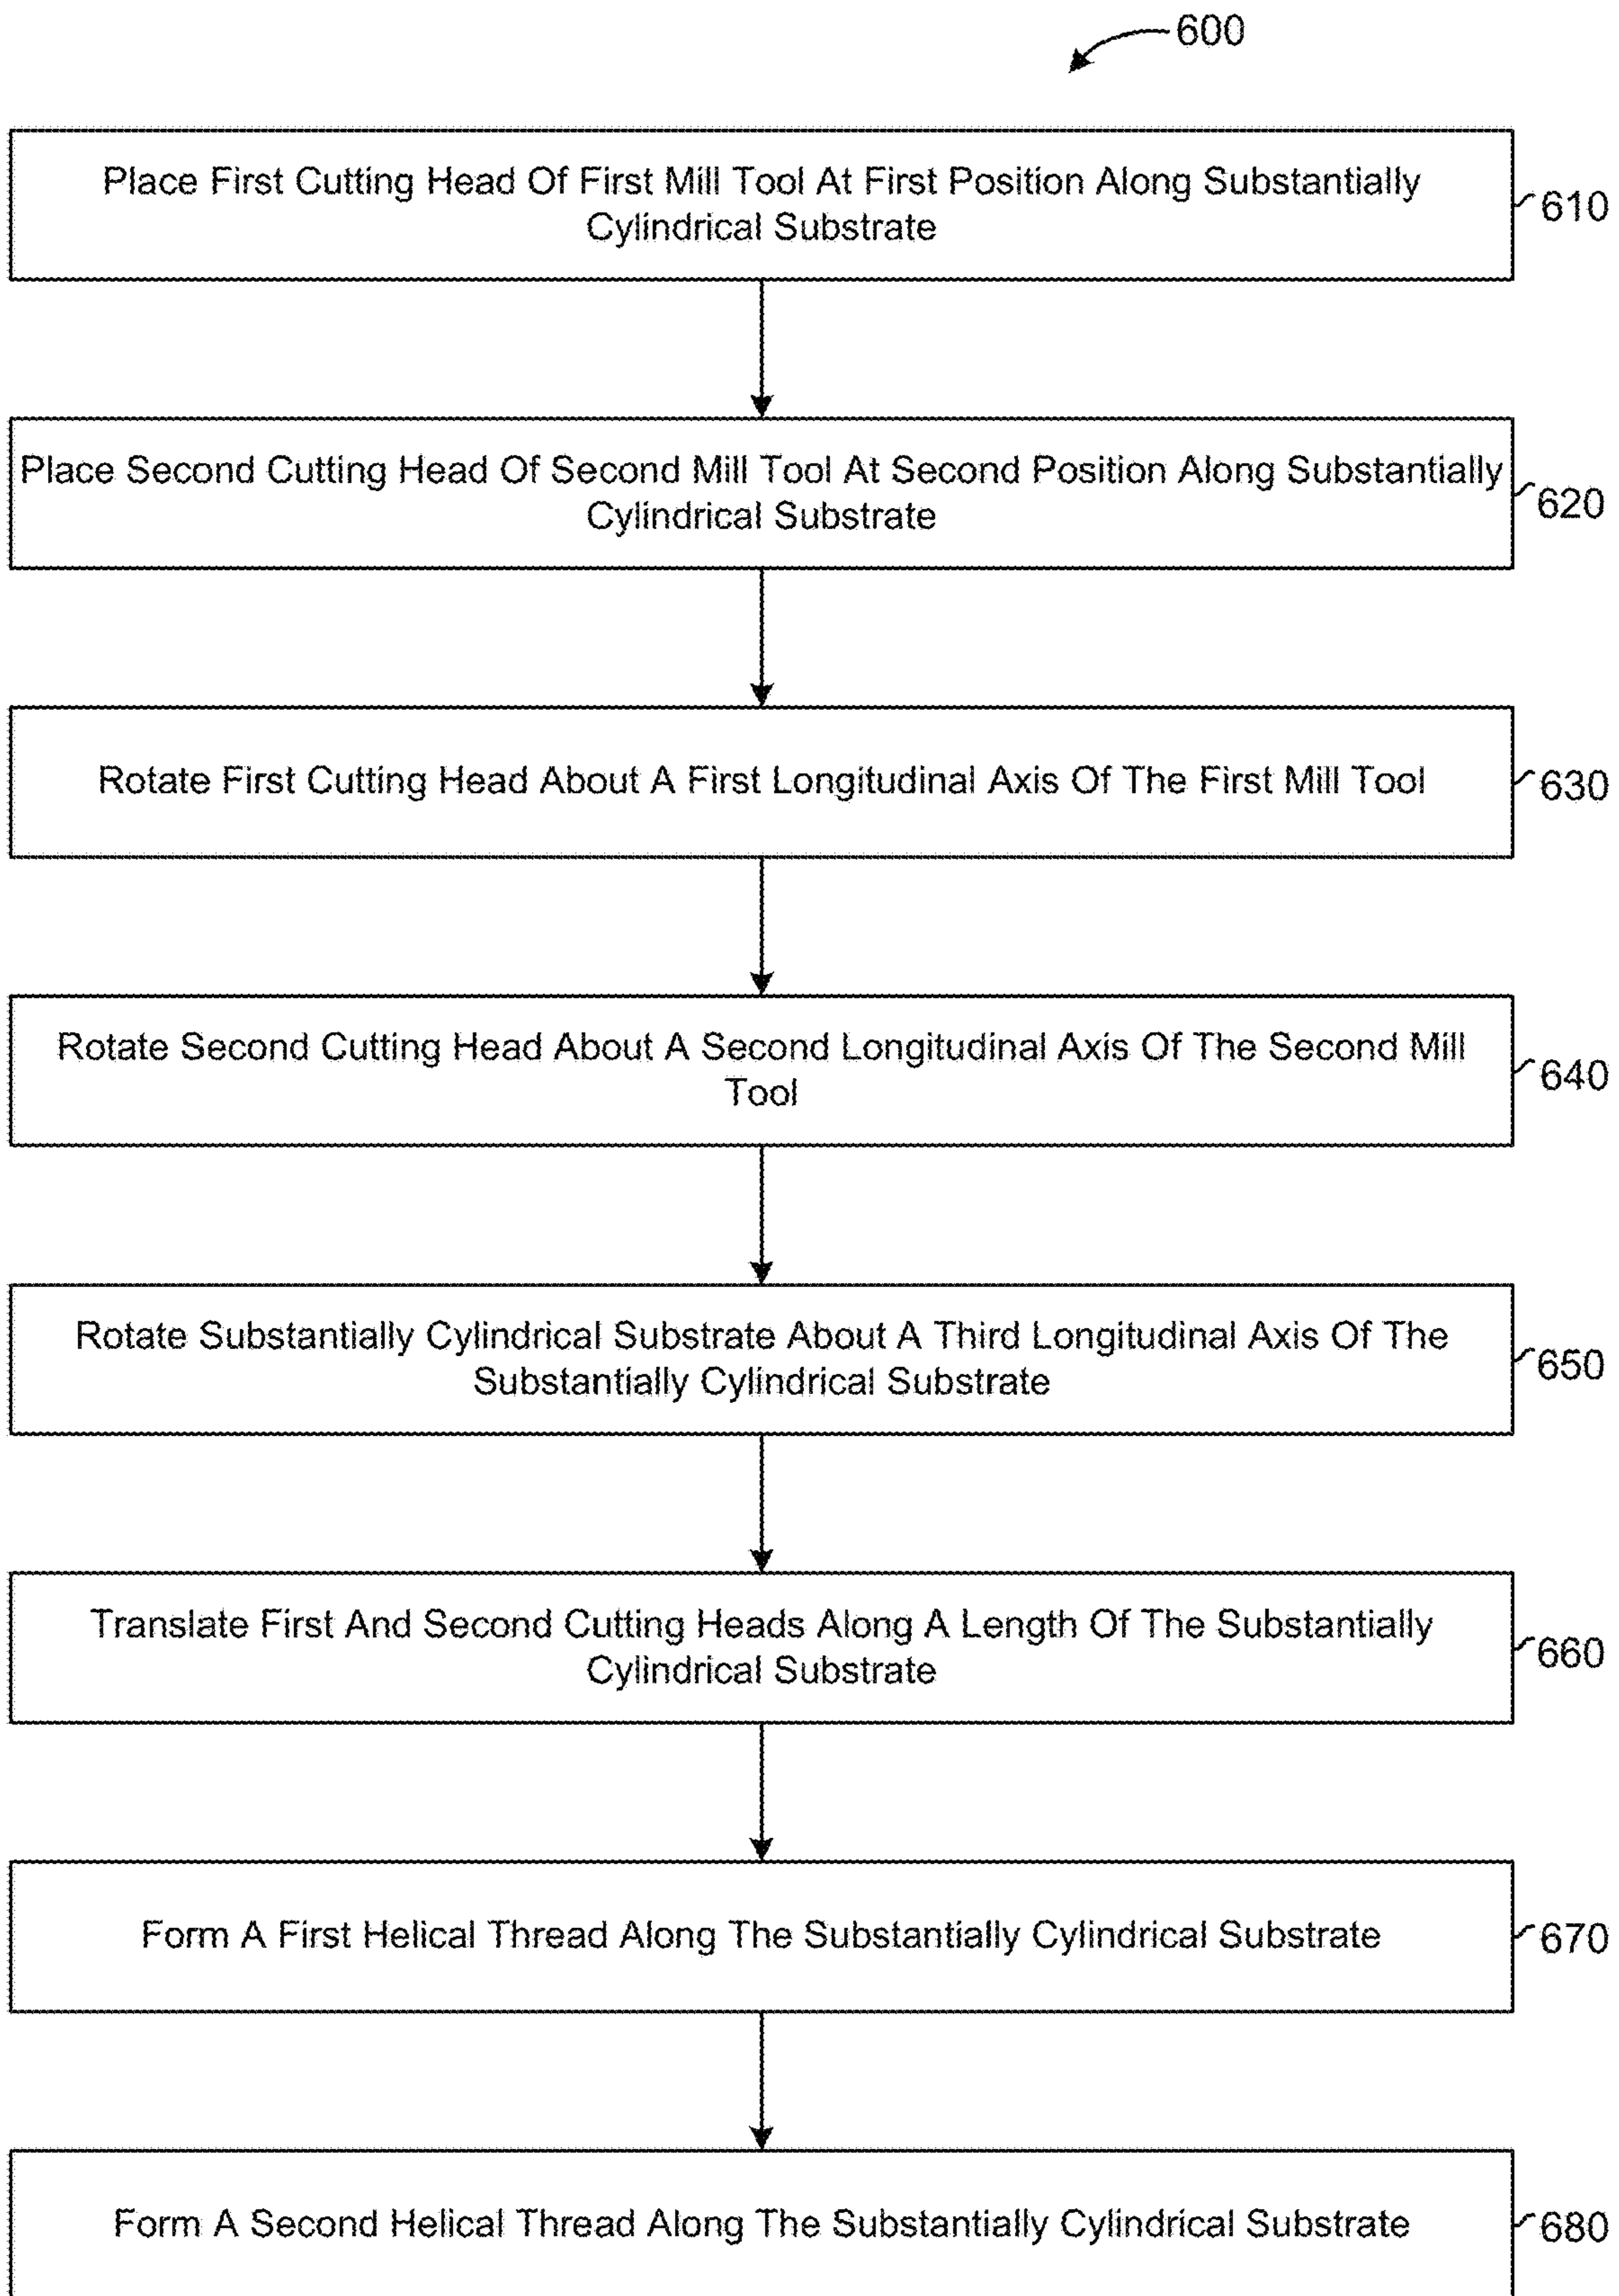 600
Place First Cutting Head Of First Mill Tool At First Position Along Substantially
Cylindrical Substrate
610
Place Second Cutting Head Of Second Mill Tool At Second Position Along Substantially
Cylindrical Substrate
620
Rotate First Cutting Head About A First Longitudinal Axis Of The First Mill Tool
630
Rotate Second Cutting Head About A Second Longitudinal Axis Of The Second Mill
Tool
640
Rotate Substantially Cylindrical Substrate About A Third Longitudinal Axis Of The
Substantially Cylindrical Substrate
650
Translate First And Second Cutting Heads Along A Length Of The Substantially
Cylindrical Substrate
660
Form A First Helical Thread Along The Substantially Cylindrical Substrate
670
Form A Second Helical Thread Along The Substantially Cylindrical Substrate
680